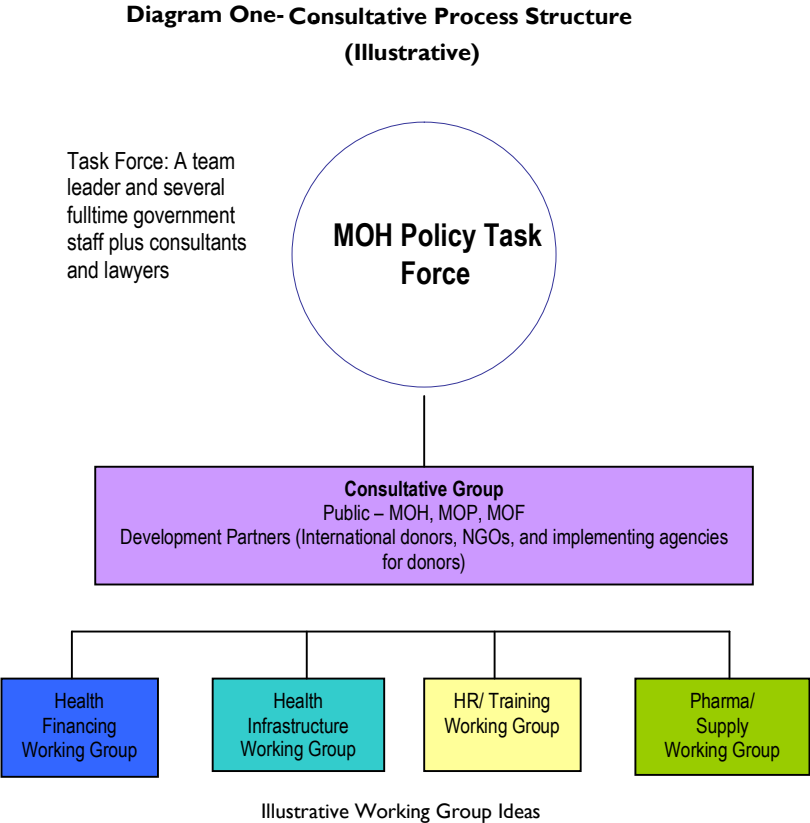 Diagram One- Consultative Process Structure
(Illustrative)
Task Force: A team
leader and several
fulltime government
staff plus consultants
and lawyers
MOH Policy Task
Force
Consultative Group
Public – MOH, MOP, MOF
Development Partners (International donors, NGOs, and implementing agencies
for donors)
Health
Financing
Working Group
Health
Infrastructure
Working Group
HR/ Training
Working Group
Pharma/
Supply
Working Group
Illustrative Working Group Ideas